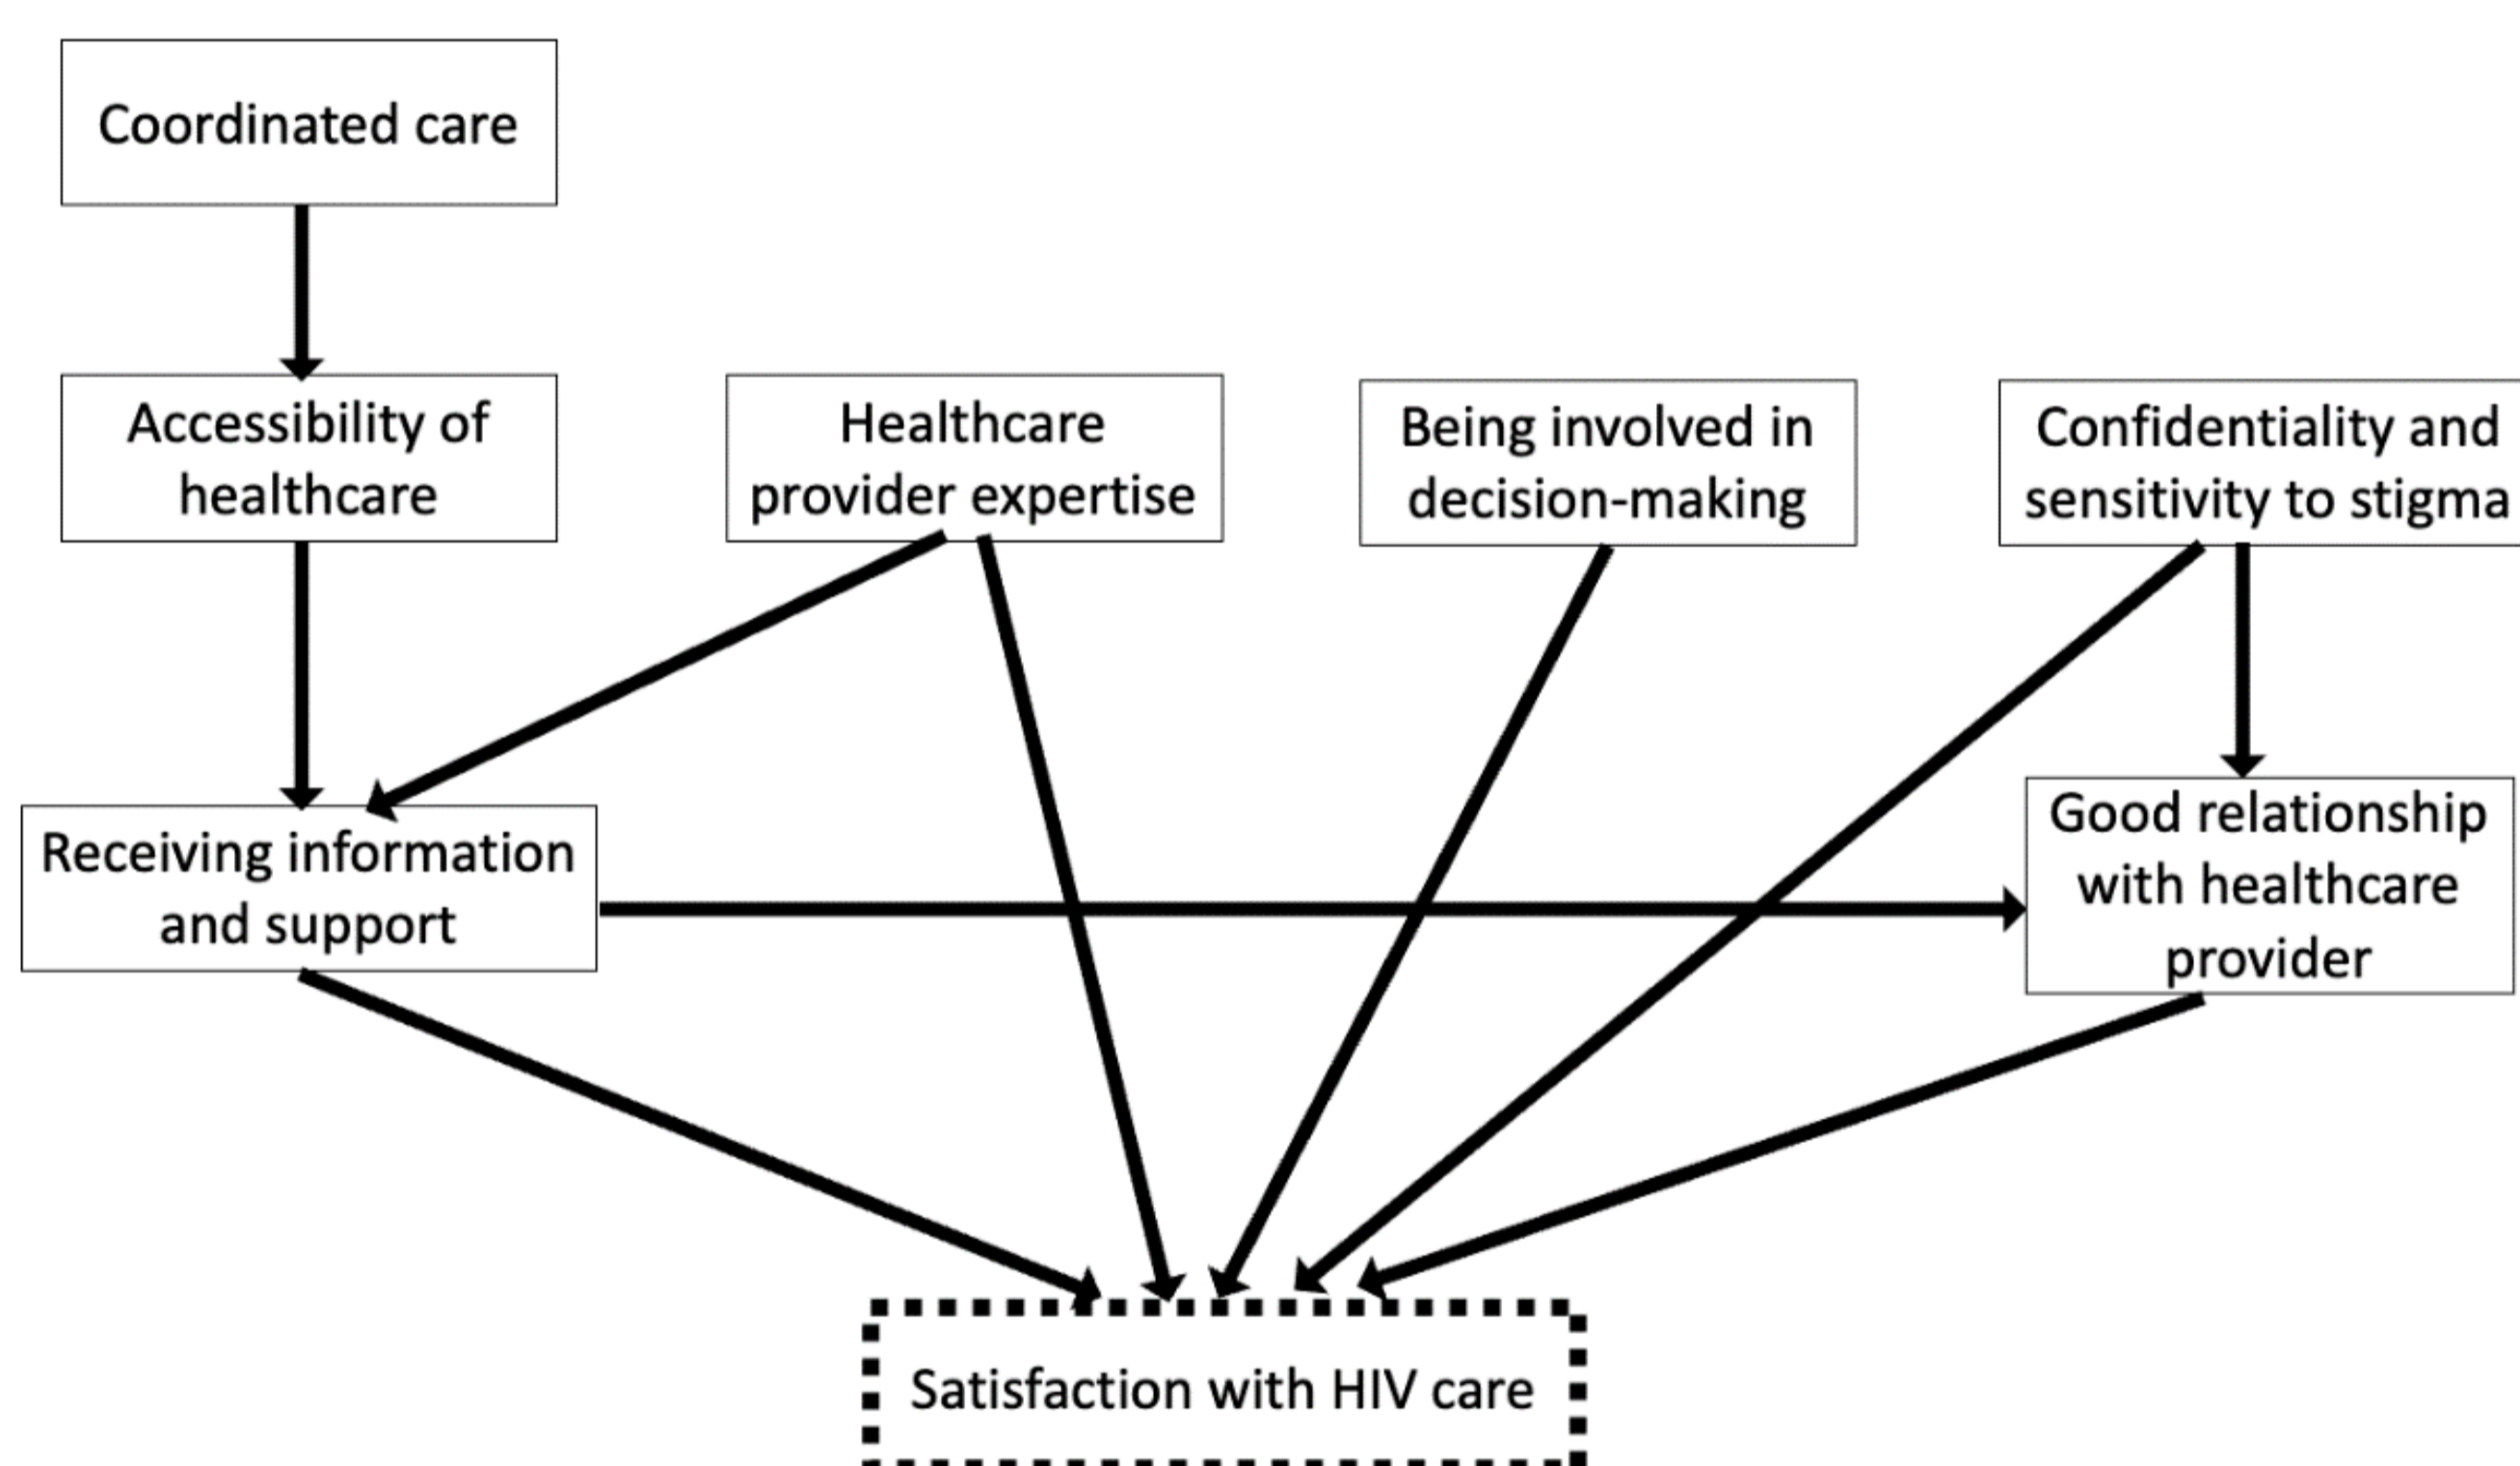 Coordinated care
Accessibility of
healthcare
Healthcare
provider expertise
Being involved in
decision-making
Confidentiality and
sensitivity to stigma
Receiving information
and support
Good relationship
with healthcare
provider
Satisfaction with HIV care